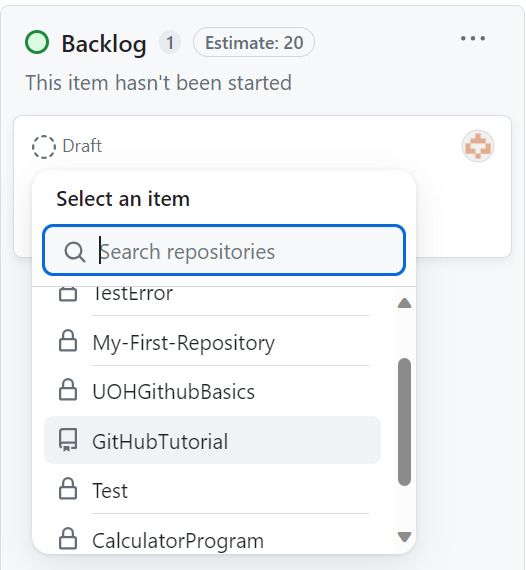 Backlog 1 Estimate: 20
This item hasn't been started
Draft
Select an item
Search repositories
TestError
My-First-Repository
UOHGithubBasics
GitHubTutorial
Test
CalculatorProgram